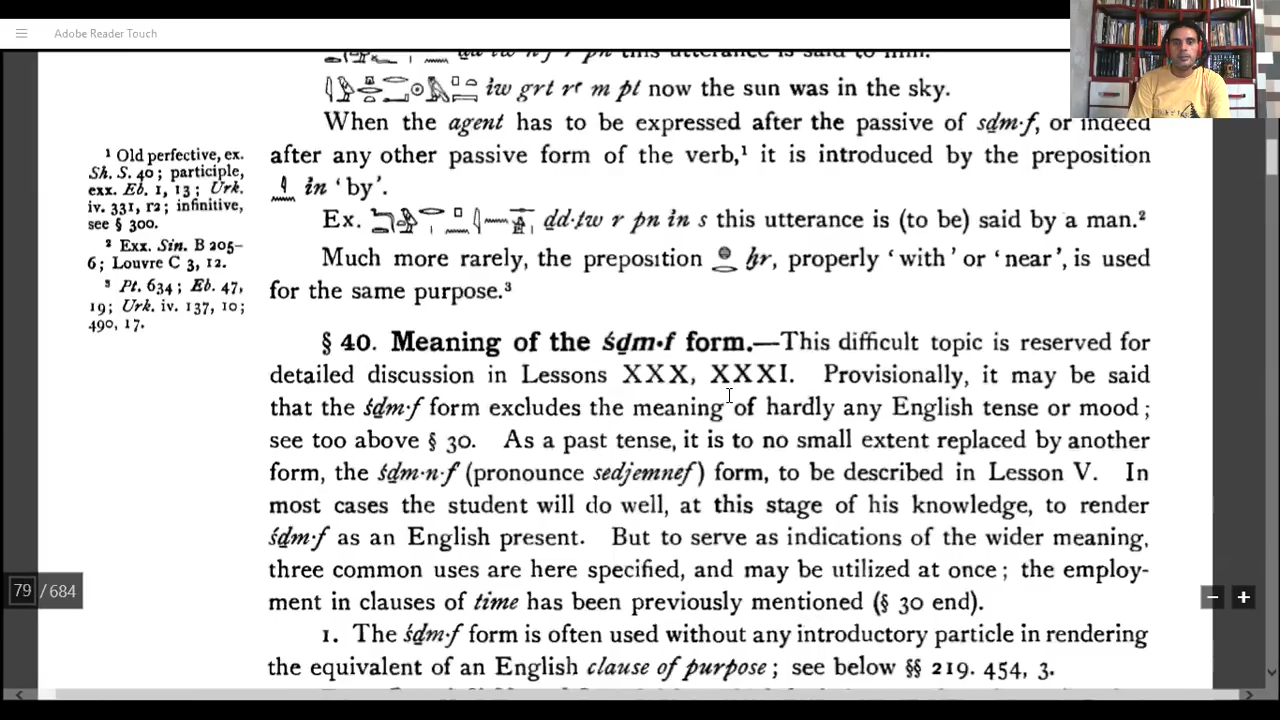 Adobe Reader Touch
this utterance is said to him.
iw grt rꜥ m pt now the sun was in the sky.
When the agent has to be expressed after the passive of sḏm·f, or indeed
after any other passive form of the verb,¹ it is introduced by the preposition
in ‘by’.
Ex. ḏd·tw r pn in s this utterance is (to be) said by a man.²
Much more rarely, the preposition ḫr, properly ‘with’ or ‘near’, is used
for the same purpose.³
¹ Old perfective, ex.
Sh. S. 40; participle,
exx. Eb. 1, 13; Urk.
iv. 331, 12; infinitive,
see § 300.
² Exx. Sin. B 205–
6; Louvre C 3, 12.
³ Pt. 634; Eb. 47,
19; Urk. iv. 137, 10;
490, 17.
§ 40. Meaning of the śḏm·f form.—This difficult topic is reserved for
detailed discussion in Lessons XXX, XXXI. Provisionally, it may be said
that the śḏm·f form excludes the meaning of hardly any English tense or mood;
see too above § 30. As a past tense, it is to no small extent replaced by another
form, the śḏm·n·f (pronounce sedjemnef) form, to be described in Lesson V. In
most cases the student will do well, at this stage of his knowledge, to render
śḏm·f as an English present. But to serve as indications of the wider meaning,
three common uses are here specified, and may be utilized at once; the employ-
ment in clauses of time has been previously mentioned (§ 30 end).
1. The śḏm·f form is often used without any introductory particle in rendering
the equivalent of an English clause of purpose; see below §§ 219. 454, 3.
79 / 684